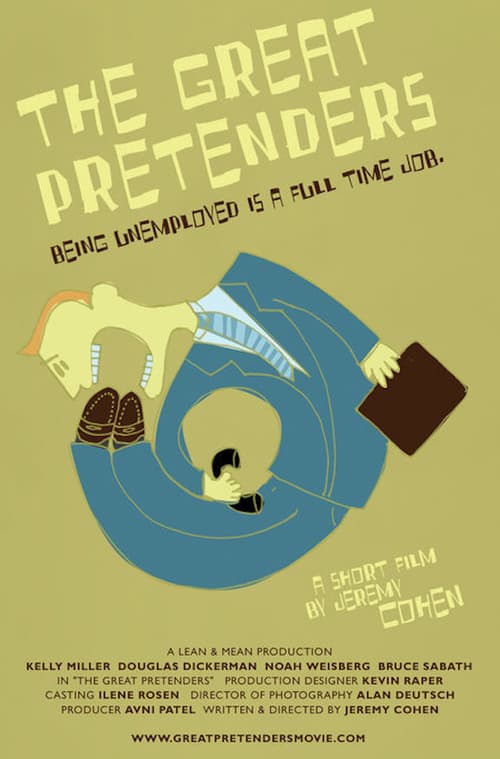 THE GREAT
PRETENDERS
BEING UNEMPLOYED IS A FULL TIME JOB.
A SHORT FILM
BY JEREMY
COHEN
A LEAN & MEAN PRODUCTION
KELLY MILLER DOUGLAS DICKERMAN NOAH WEISBERG BRUCE SABATH
IN "THE GREAT PRETENDERS" PRODUCTION DESIGNER KEVIN RAPER
CASTING ILENE ROSEN DIRECTOR OF PHOTOGRAPHY ALAN DEUTSCH
PRODUCER AVNI PATEL WRITTEN & DIRECTED BY JEREMY COHEN
WWW.GREATPRETENDERSMOVIE.COM